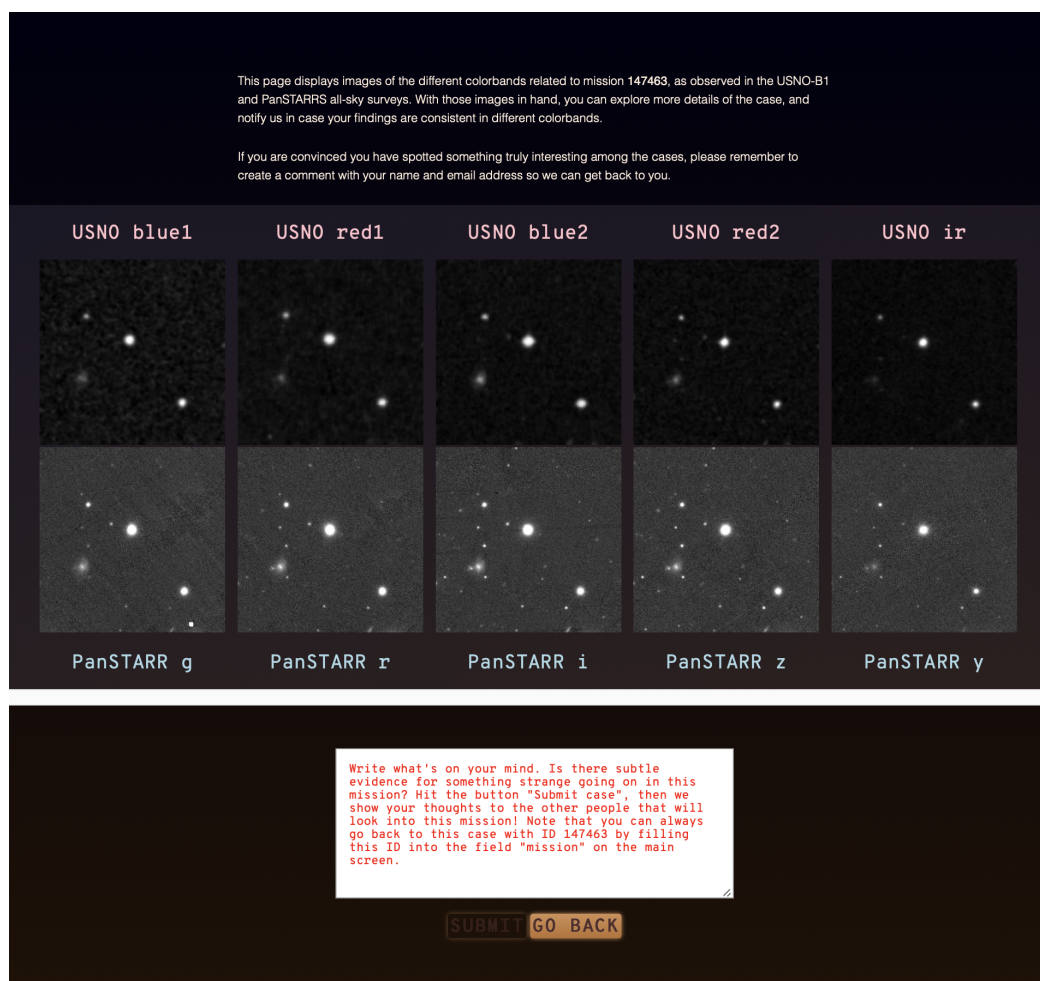 This page displays images of the different colorbands related to mission 147463, as observed in the USNO-B1
and PanSTARRS all-sky surveys. With those images in hand, you can explore more details of the case, and
notify us in case your findings are consistent in different colorbands.
If you are convinced you have spotted something truly interesting among the cases, please remember to
create a comment with your name and email address so we can get back to you.
USNO blue1 USNO red1 USNO blue2 USNO red2 USNO ir
PanSTARR g PanSTARR r PanSTARR i PanSTARR z PanSTARR y
Write what's on your mind. Is there subtle
evidence for something strange going on in this
mission? Hit the button "Submit case", then we
show your thoughts to the other people that will
look into this mission! Note that you can always
go back to this case with ID 147463 by filling
this ID into the field "mission" on the main
screen.
SUBMIT GO BACK